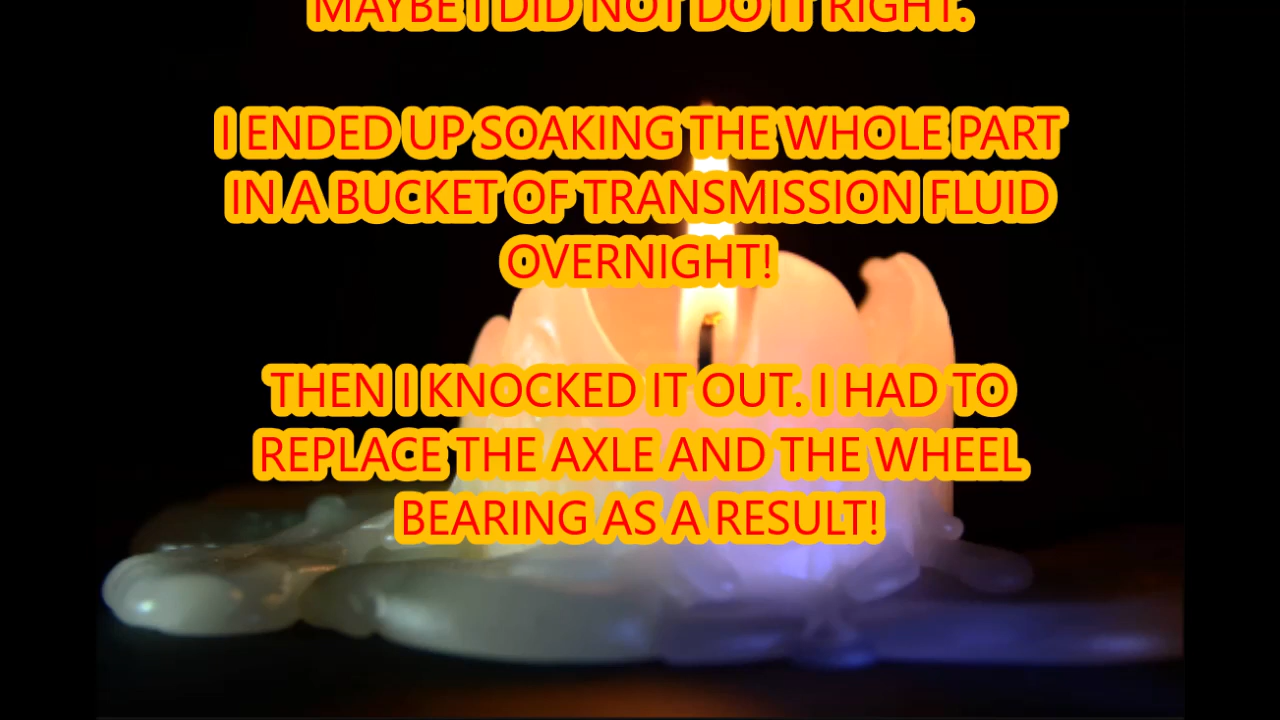 MAYBE I DID NOT DO IT RIGHT.
I ENDED UP SOAKING THE WHOLE PART
IN A BUCKET OF TRANSMISSION FLUID
OVERNIGHT!
THEN I KNOCKED IT OUT. I HAD TO
REPLACE THE AXLE AND THE WHEEL
BEARING AS A RESULT!